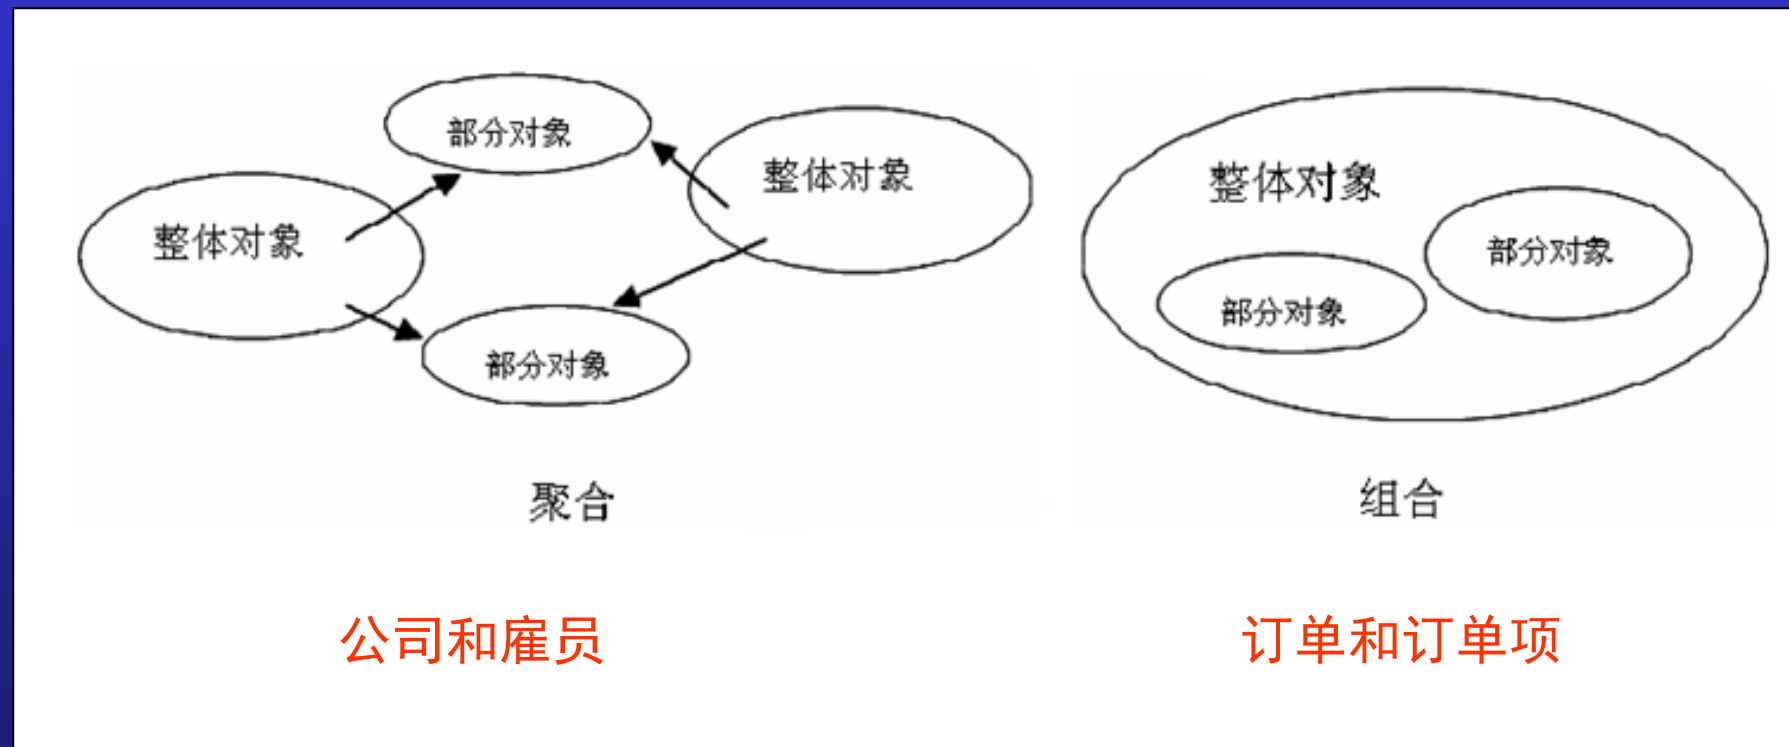 部分对象
整体对象
整体对象
部分对象
聚合
公司和雇员
整体对象
部分对象
部分对象
组合
订单和订单项